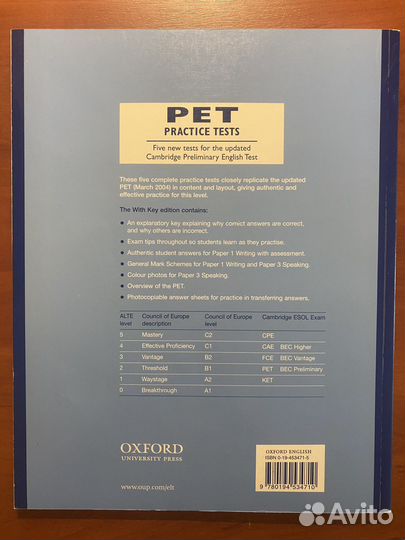 PET
PRACTICE TESTS
Five new tests for the updated
Cambridge Preliminary English Test
These five complete practice tests closely replicate the updated
PET (March 2004) in content and layout, giving authentic and
effective practice for this level.
The With Key edition contains:
• An explanatory key explaining why correct answers are correct,
and why others are incorrect.
• Exam tips throughout so students learn as they practise.
• Authentic student answers for Paper 1 Writing with assessment.
• General Mark Schemes for Paper 1 Writing and Paper 3 Speaking.
• Colour photos for Paper 3 Speaking.
• Overview of the PET.
• Photocopiable answer sheets for practice in transferring answers.
ALTE level Council of Europe description Council of Europe level Cambridge ESOL Exam
5 Mastery C2 CPE
4 Effective Proficiency C1 CAE BEC Higher
3 Vantage B2 FCE BEC Vantage
2 Threshold B1 PET BEC Preliminary
1 Waystage A2 KET
0 Breakthrough A1
OXFORD
UNIVERSITY PRESS
www.oup.com/elt
OXFORD ENGLISH
ISBN 0-19-453471-5
9 780194 534710
Avito